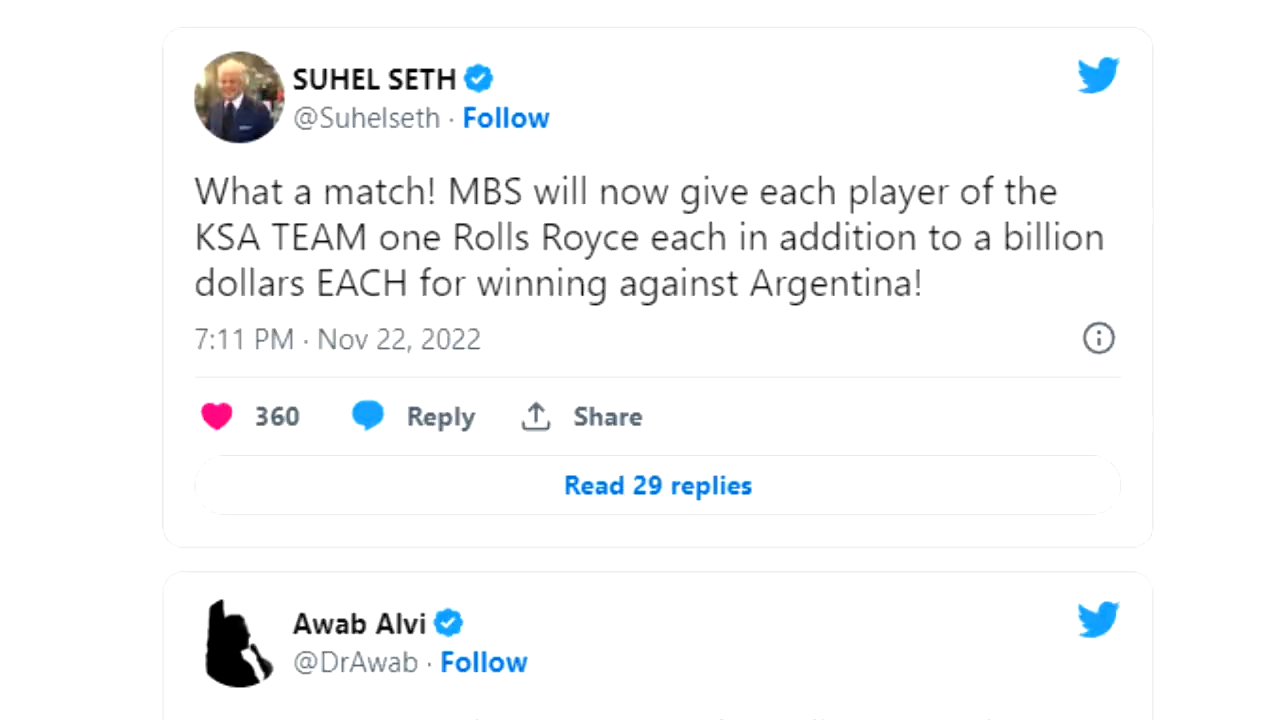 SUHEL SETH
@Suhelseth · Follow
What a match! MBS will now give each player of the
KSA TEAM one Rolls Royce each in addition to a billion
dollars EACH for winning against Argentina!
7:11 PM · Nov 22, 2022
360 Reply Share
Read 29 replies
Awab Alvi
@DrAwab · Follow